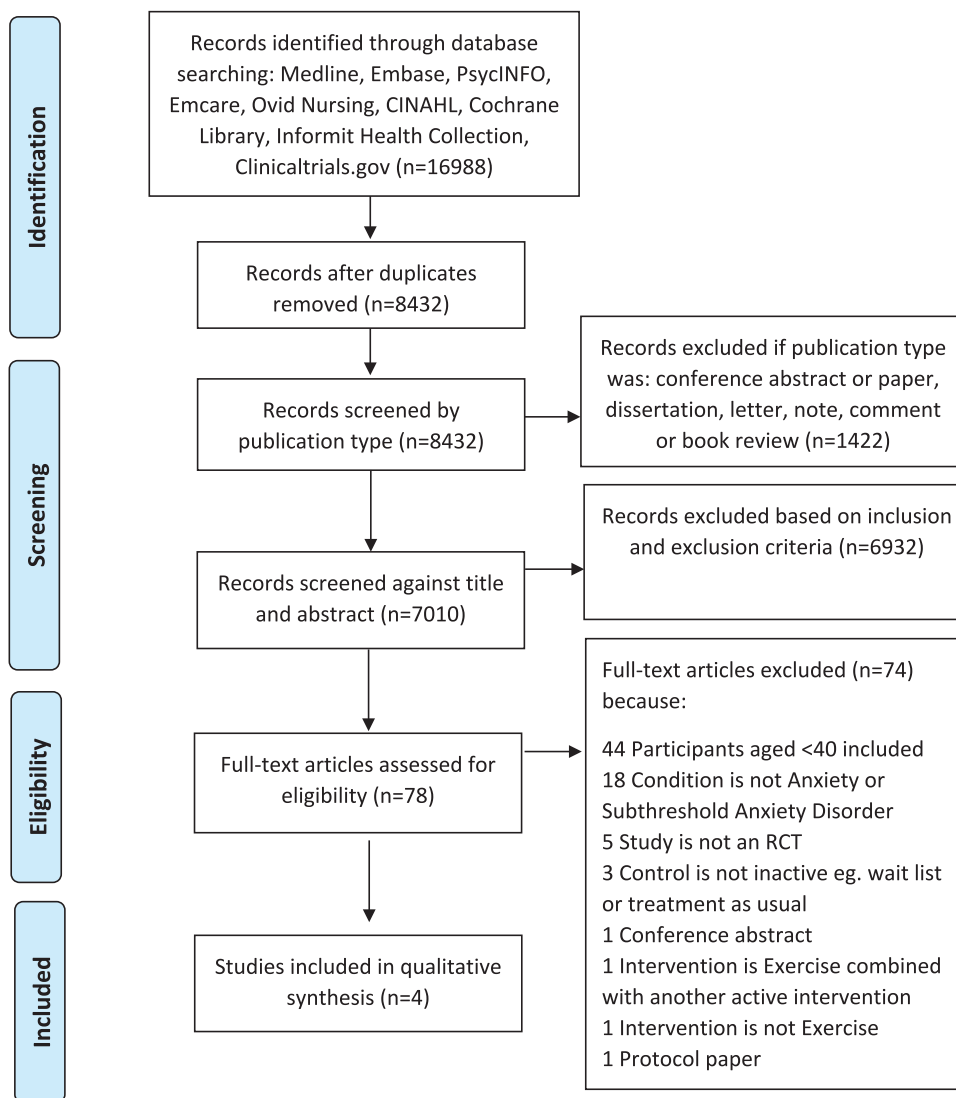 Identification
Records identified through database
searching: Medline, Embase, PsycINFO,
Emcare, Ovid Nursing, CINAHL, Cochrane
Library, Informit Health Collection,
Clinicaltrials.gov (n=16988)
Records after duplicates
removed (n=8432)
Screening
Records screened by
publication type (n=8432)
Records excluded if publication type
was: conference abstract or paper,
dissertation, letter, note, comment
or book review (n=1422)
Records screened against title
and abstract (n=7010)
Records excluded based on inclusion
and exclusion criteria (n=6932)
Eligibility
Full-text articles assessed for
eligibility (n=78)
Full-text articles excluded (n=74)
because:
44 Participants aged <40 included
18 Condition is not Anxiety or
Subthreshold Anxiety Disorder
5 Study is not an RCT
3 Control is not inactive eg. wait list
or treatment as usual
1 Conference abstract
1 Intervention is Exercise combined
with another active intervention
1 Intervention is not Exercise
1 Protocol paper
Included
Studies included in qualitative
synthesis (n=4)